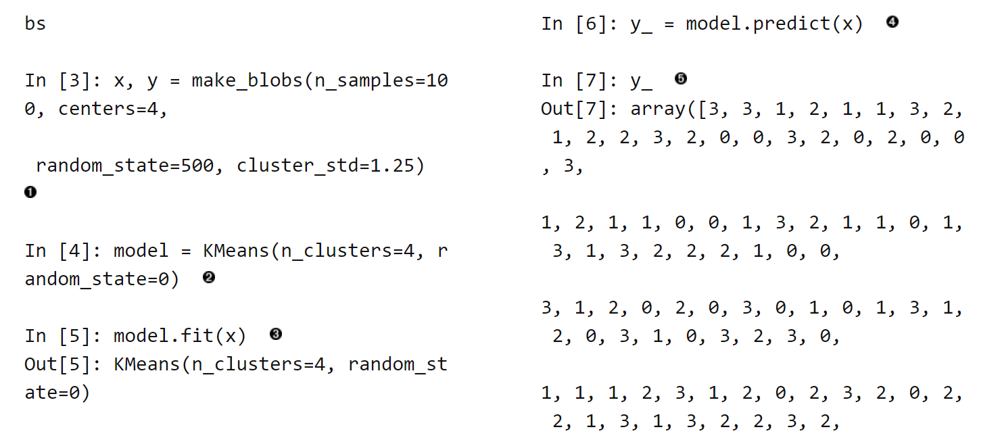 bs
In [3]: x, y = make_blobs(n_samples=10
0, centers=4,
random_state=500, cluster_std=1.25)
❶
In [4]: model = KMeans(n_clusters=4, r
andom_state=0) ❷
In [5]: model.fit(x) ❸
Out[5]: KMeans(n_clusters=4, random_st
ate=0)
In [6]: y_ = model.predict(x) ❹
In [7]: y_ ❺
Out[7]: array([3, 3, 1, 2, 1, 1, 3, 2,
1, 2, 2, 3, 2, 0, 0, 3, 2, 0, 2, 0, 0
, 3,
1, 2, 1, 1, 0, 0, 1, 3, 2, 1, 1, 0, 1,
3, 1, 3, 2, 2, 2, 1, 0, 0,
3, 1, 2, 0, 2, 0, 3, 0, 1, 0, 1, 3, 1,
2, 0, 3, 1, 0, 3, 2, 3, 0,
1, 1, 1, 2, 3, 1, 2, 0, 2, 3, 2, 0, 2,
2, 1, 3, 1, 3, 2, 2, 3, 2,